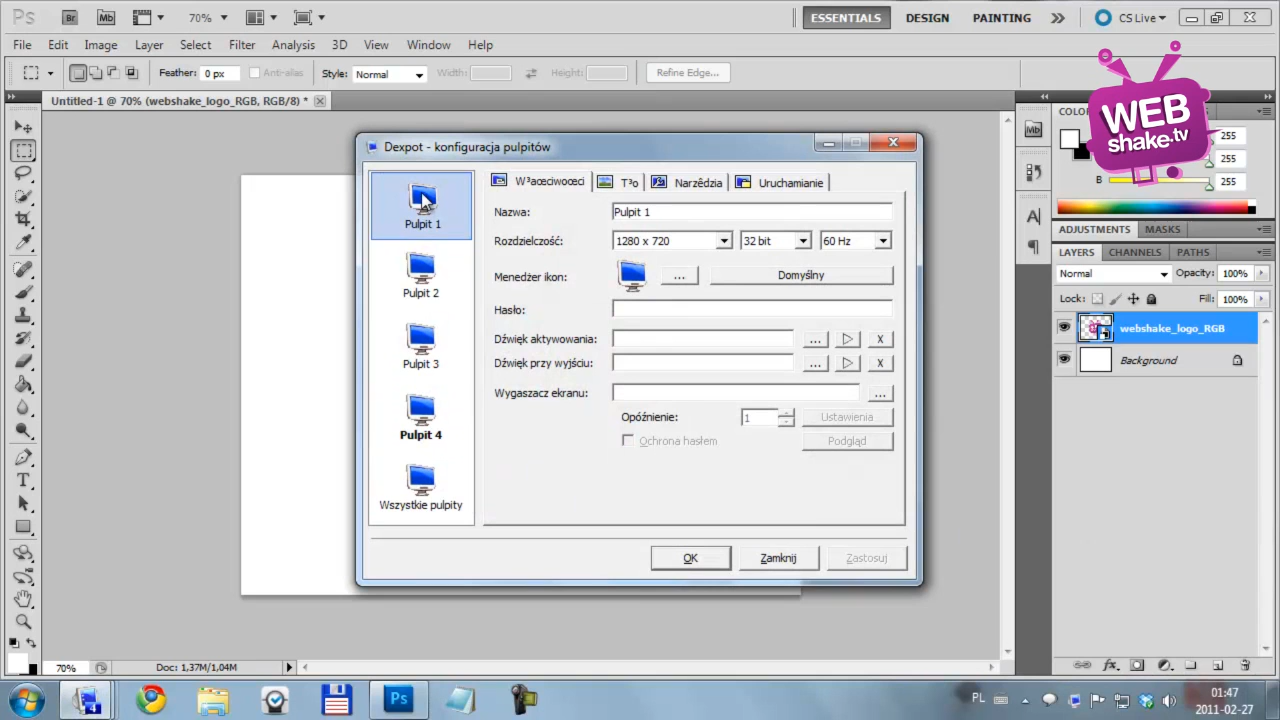 Ps Br Mb 70% ESSENTIALS DESIGN PAINTING CS Live
File Edit Image Layer Select Filter Analysis 3D View Window Help
Feather: 0 px Anti-alias Style: Normal Width: Height: Refine Edge...
Untitled-1 @ 70% (webshake_logo_RGB, RGB/8) *
WEB
shake.tv
Dexpot - Konfiguracja pulpitów
Pulpit 1
Pulpit 2
Pulpit 3
Pulpit 4
Wszystkie pulpity
W³aœciwoœci T³o Narzêdzia Uruchamianie
Nazwa: Pulpit 1
Rozdzielczość: 1280 x 720 32 bit 60 Hz
Menedżer ikon: ... Domyślny
Hasło:
Dźwięk aktywowania: ... X
Dźwięk przy wyjściu: ... X
Wygaszacz ekranu: ...
Opóźnienie: 1 Ustawienia
Ochrona hasłem Podgląd
OK Zamknij Zastosuj
Mb
A
255
255
B 255
ADJUSTMENTS MASKS
LAYERS CHANNELS PATHS
Normal Opacity: 100%
Lock: Fill: 100%
webshake_logo_RGB
Background
T
70% Doc: 1,37M/1,04M
4 Ps PL 01:47
2011-02-27